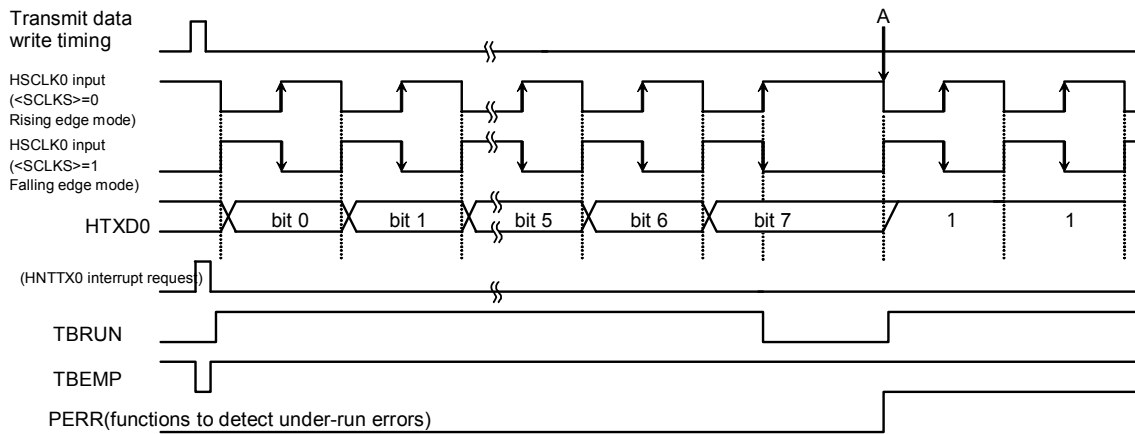 Transmit data
write timing
A
HSCLK0 input
(<SCLKS>=0
Rising edge mode)
HSCLK0 input
(<SCLKS>=1
Falling edge mode)
HTXD0
bit 0
bit 1
bit 5
bit 6
bit 7
1
1
(HNTTX0 interrupt request)
TBRUN
TBEMP
PERR(functions to detect under-run errors)